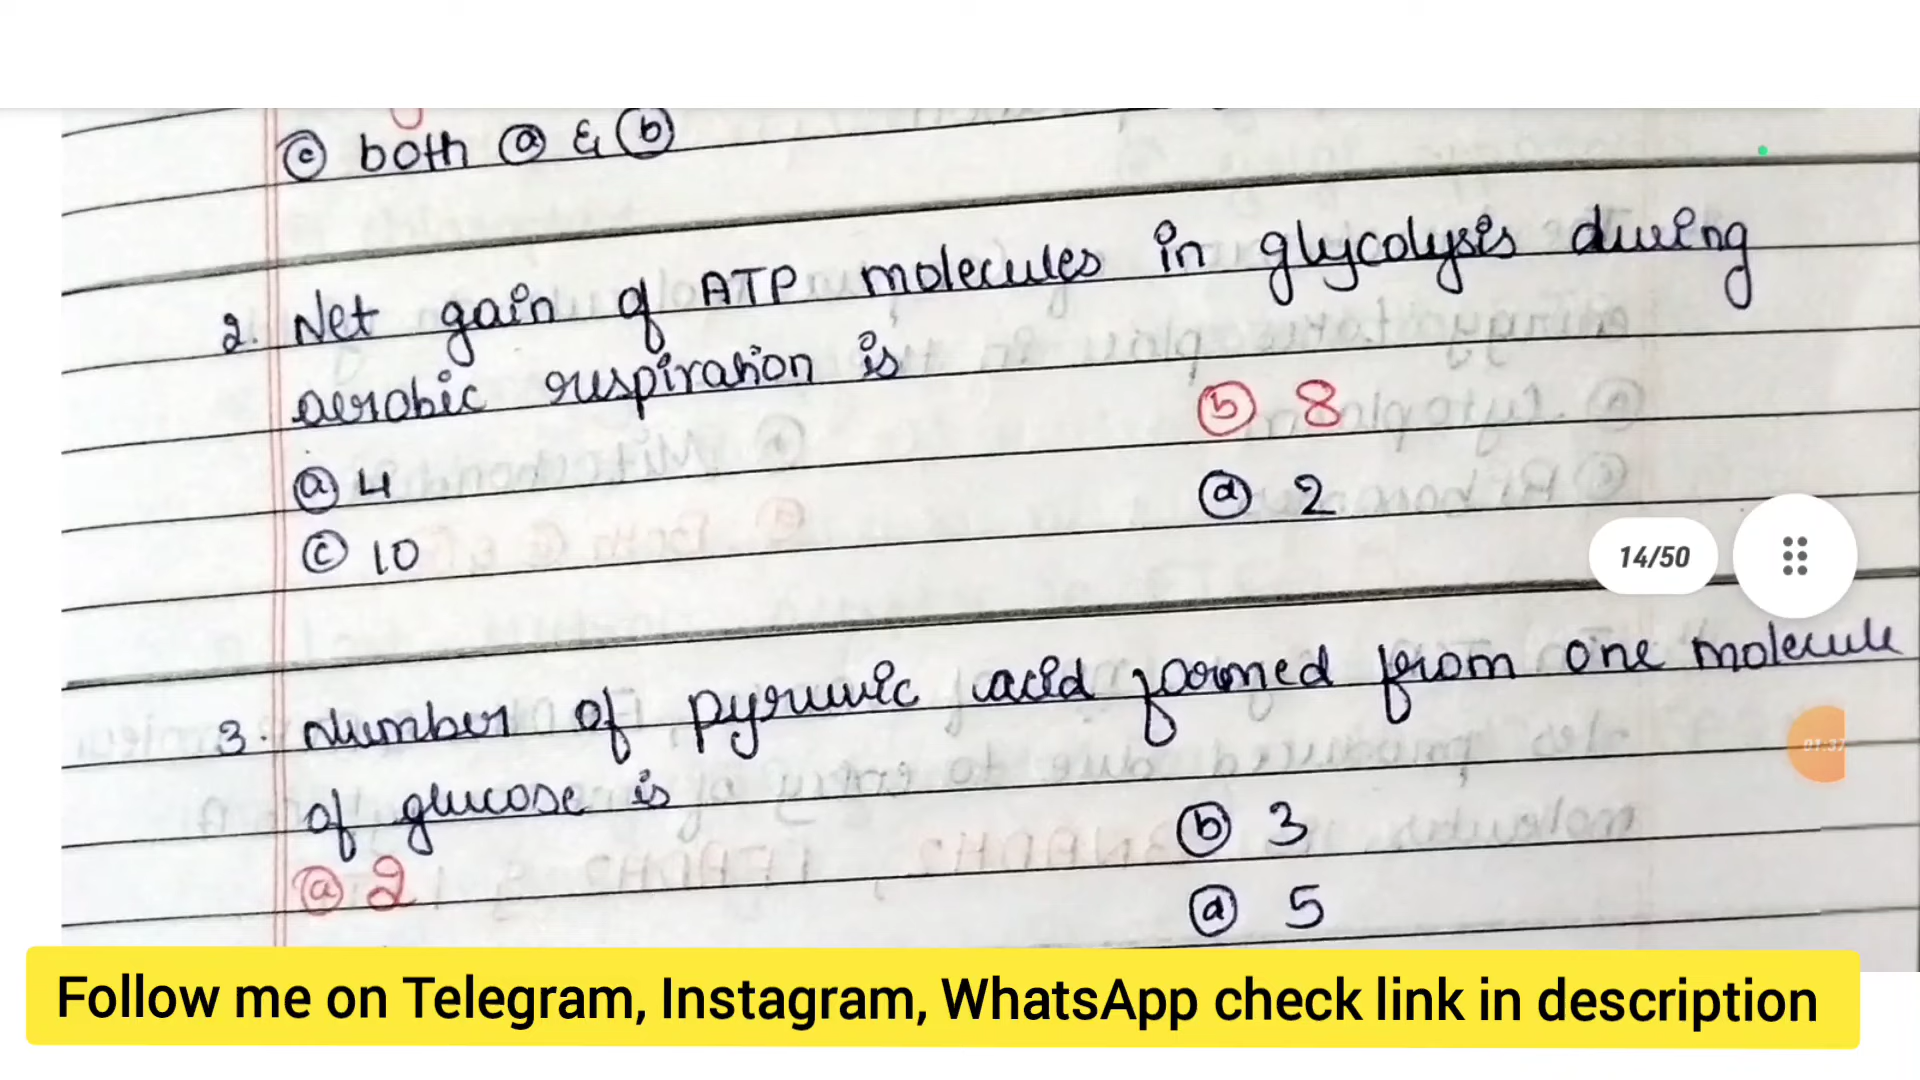 ⓒ both ⓐ & ⓑ
2. Net gain of ATP molecules in glycolysis during
aerobic respiration is
ⓑ 8
ⓐ 4
ⓓ 2
ⓒ 10
14/50
3. Number of pyruvic acid formed from one molecule
of glucose is
ⓑ 3
ⓐ 2
ⓓ 5
01:37
Follow me on Telegram, Instagram, WhatsApp check link in description